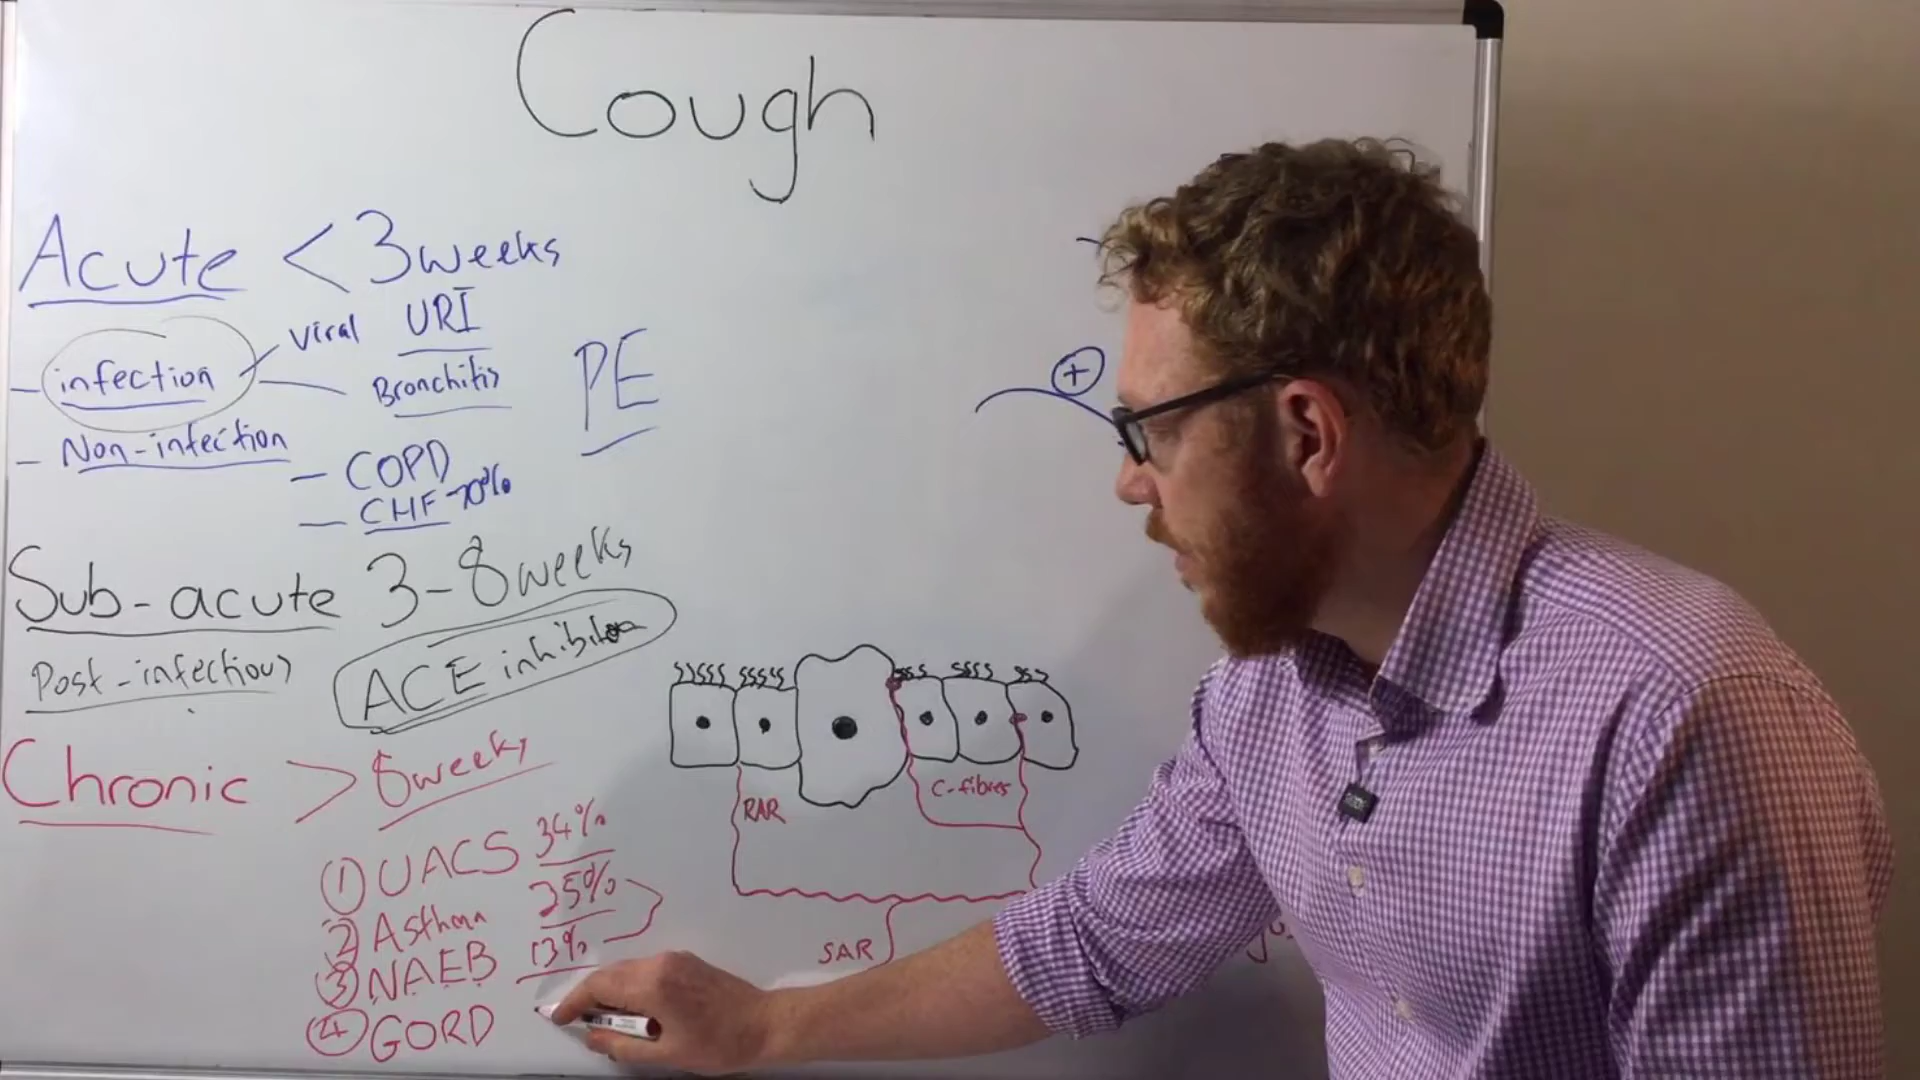 Cough
Acute < 3 weeks
- infection
Viral URI
Bronchitis
PE
- Non-infection
- COPD
- CHF 70%
Sub-acute 3-8 weeks
Post-infectious
ACE inhibitor
Chronic > 8 weeks
① UACS 34%
② Asthma 25%
③ NAEB 13%
④ GORD
+
RAR
C-fibres
SAR